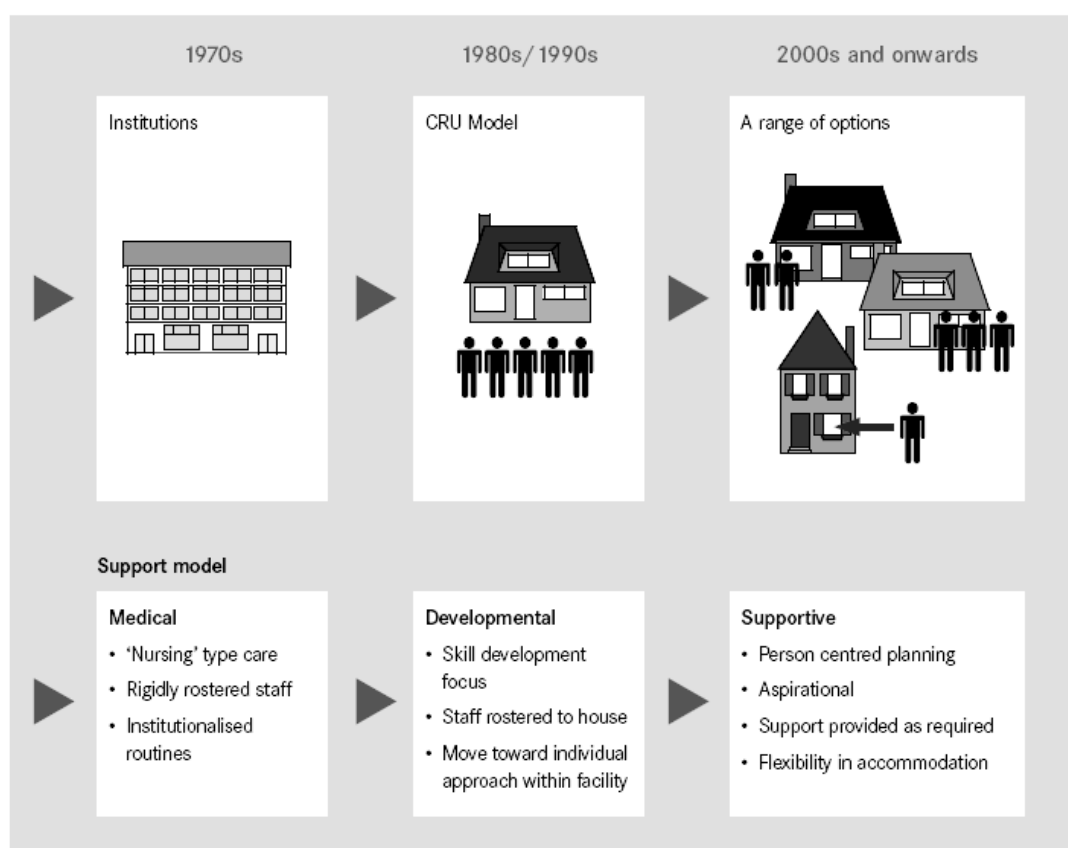 1970s
1980s/1990s
2000s and onwards
Institutions
CRU Model
A range of options
Support model
Medical
• ‘Nursing’ type care
• Rigidly rostered staff
• Institutionalised
routines
Developmental
• Skill development
focus
• Staff rostered to house
• Move toward individual
approach within facility
Supportive
• Person centred planning
• Aspirational
• Support provided as required
• Flexibility in accommodation